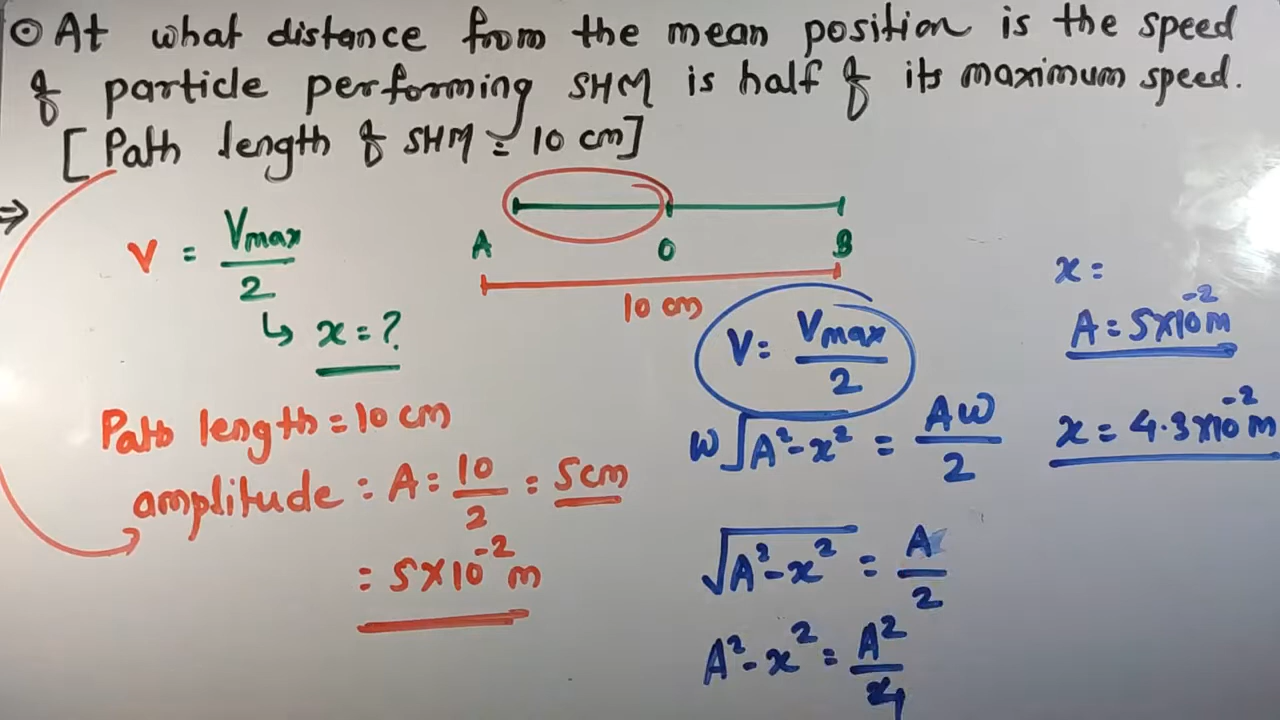 ⊙ At what distance from the mean position is the speed
of particle performing SHM is half of its maximum speed.
[Path length of SHM = 10 cm]
⇒
V = Vmax/2
↳ x = ?
A O B
10 cm
Path length = 10 cm
amplitude = A = 10/2 = 5cm
= 5×10⁻² m
V = Vmax/2
ω√A²-x² = Aω/2
√A²-x² = A/2
A²-x² = A²/4
x =
A = 5×10⁻² m
x = 4.3×10⁻² m